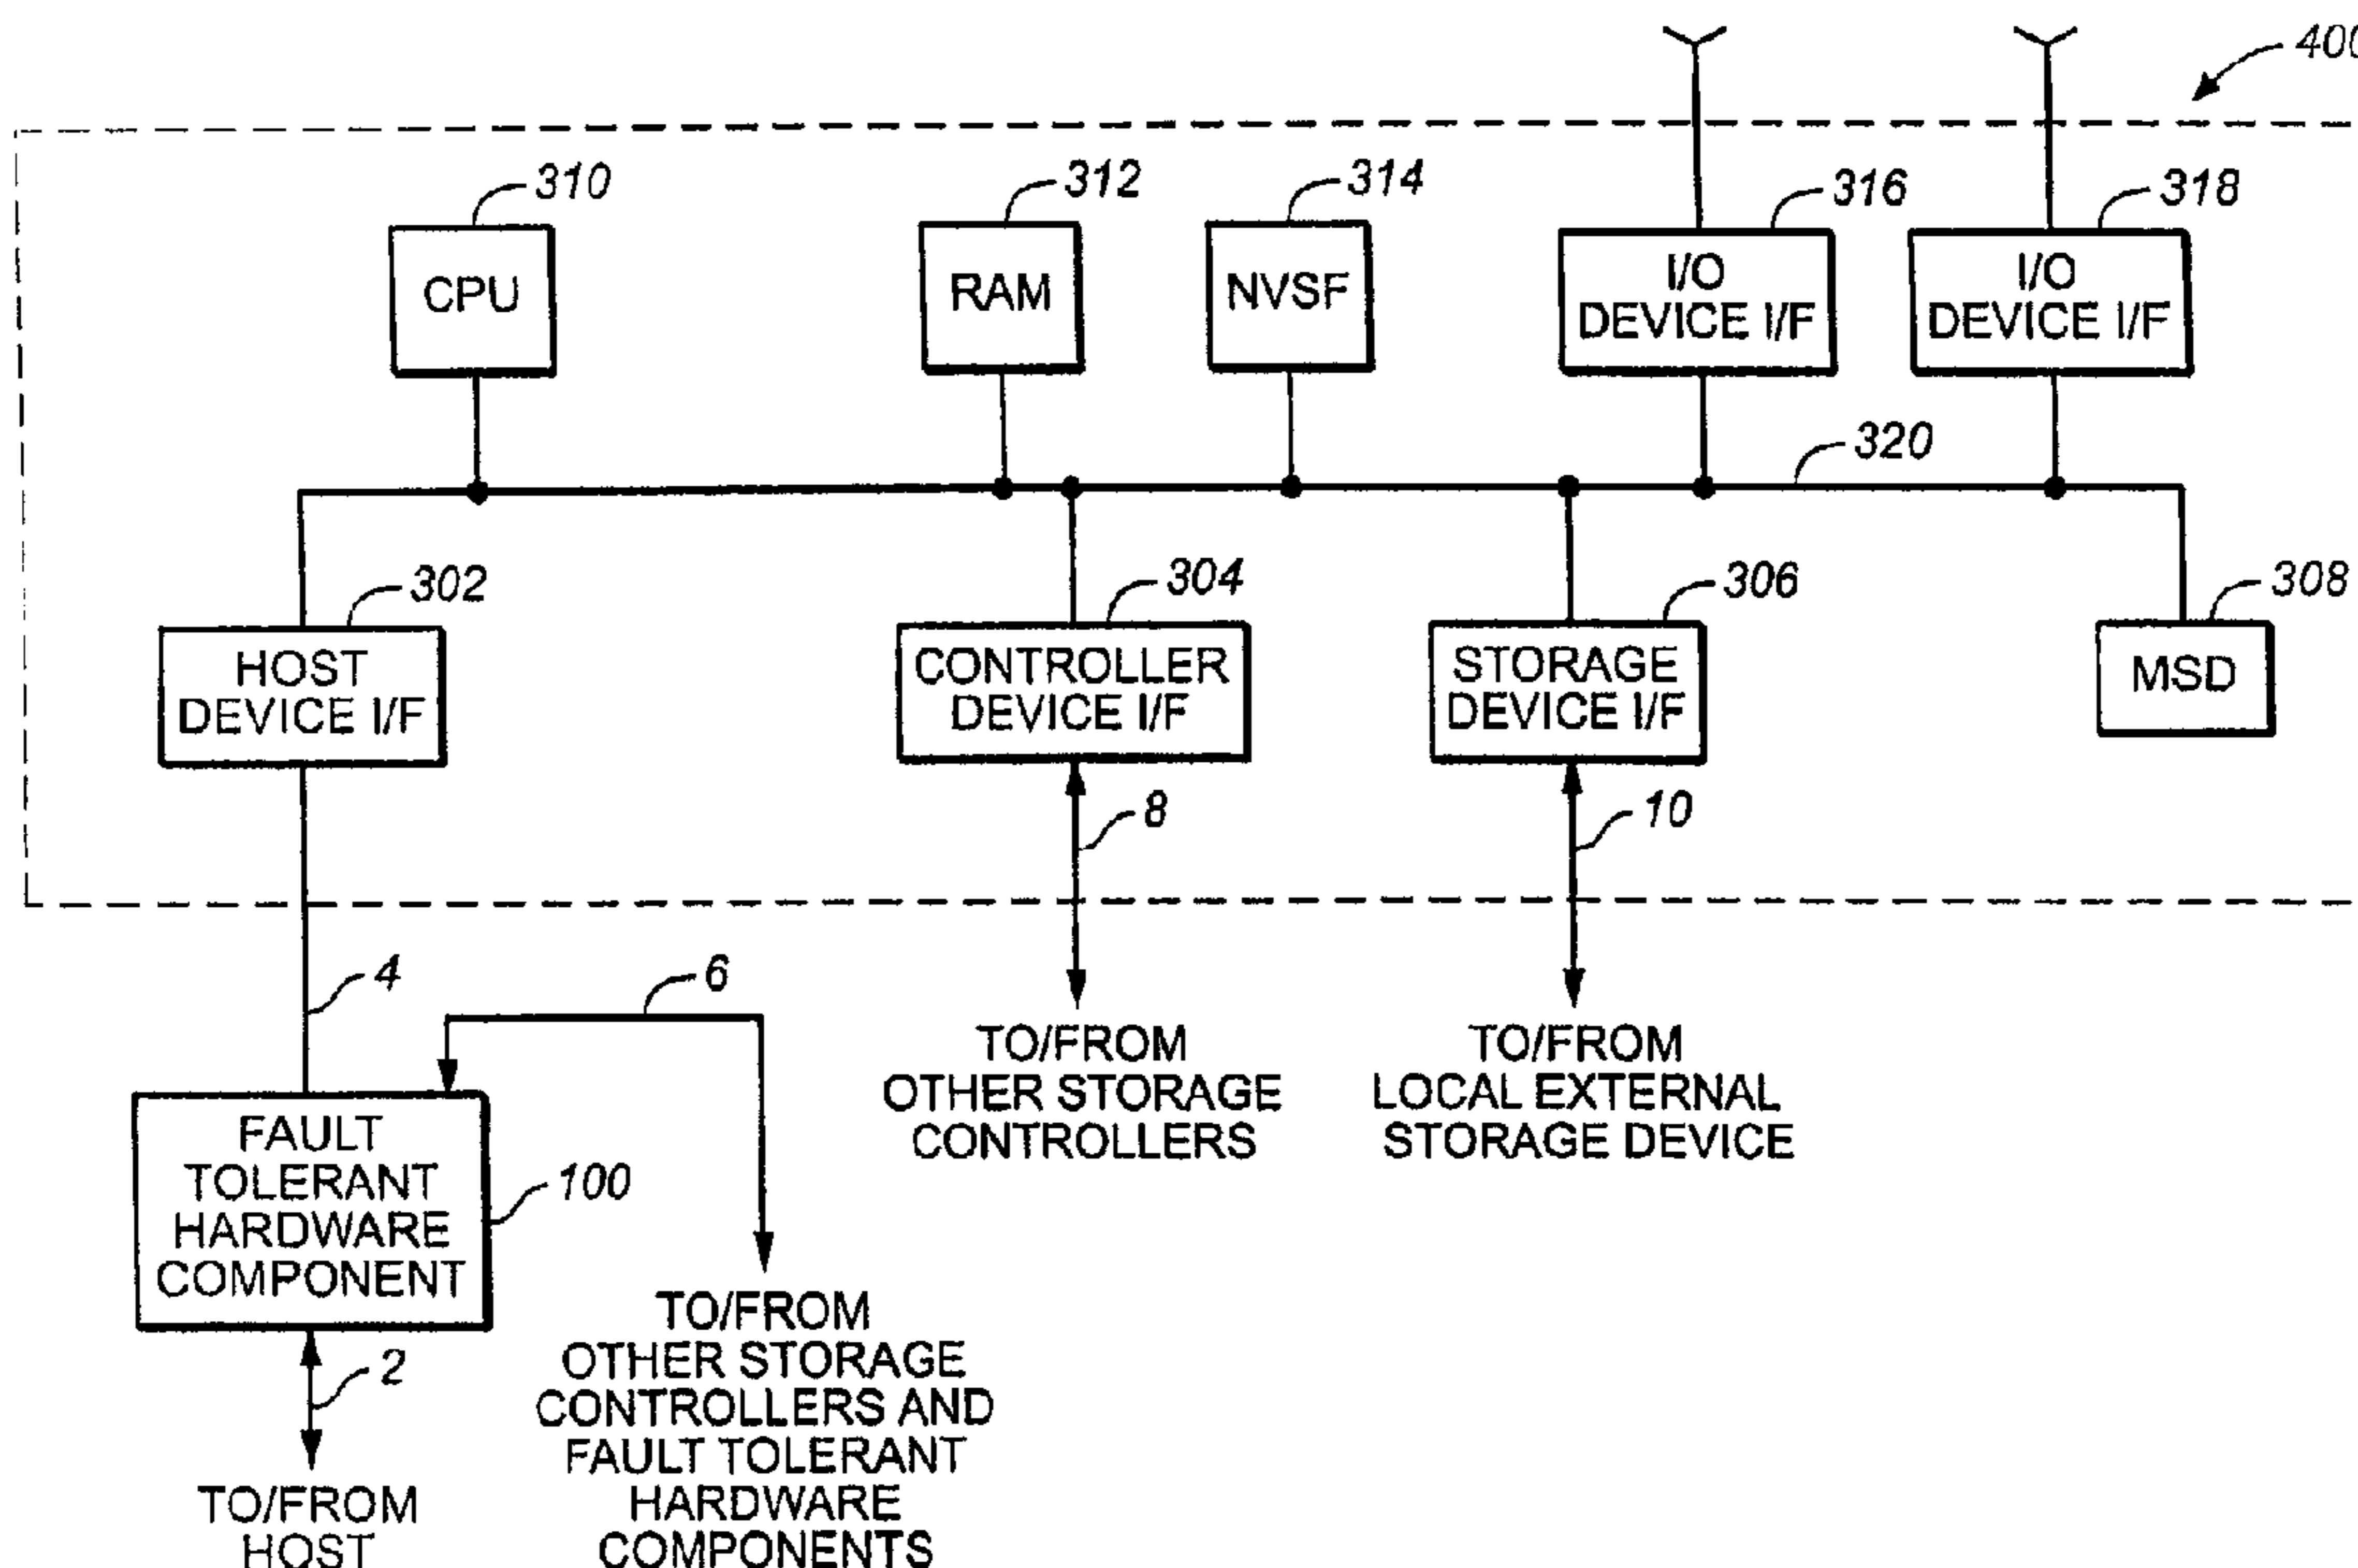 400
310
312
314
316
318
CPU
RAM
NVSF
I/O
DEVICE I/F
I/O
DEVICE I/F
320
302
304
306
308
HOST
DEVICE I/F
CONTROLLER
DEVICE I/F
STORAGE
DEVICE I/F
MSD
8
10
4
6
TO/FROM
OTHER STORAGE
CONTROLLERS
TO/FROM
LOCAL EXTERNAL
STORAGE DEVICE
FAULT
TOLERANT
HARDWARE
COMPONENT
100
2
TO/FROM
OTHER STORAGE
CONTROLLERS AND
FAULT TOLERANT
HARDWARE
COMPONENTS
TO/FROM
HOST